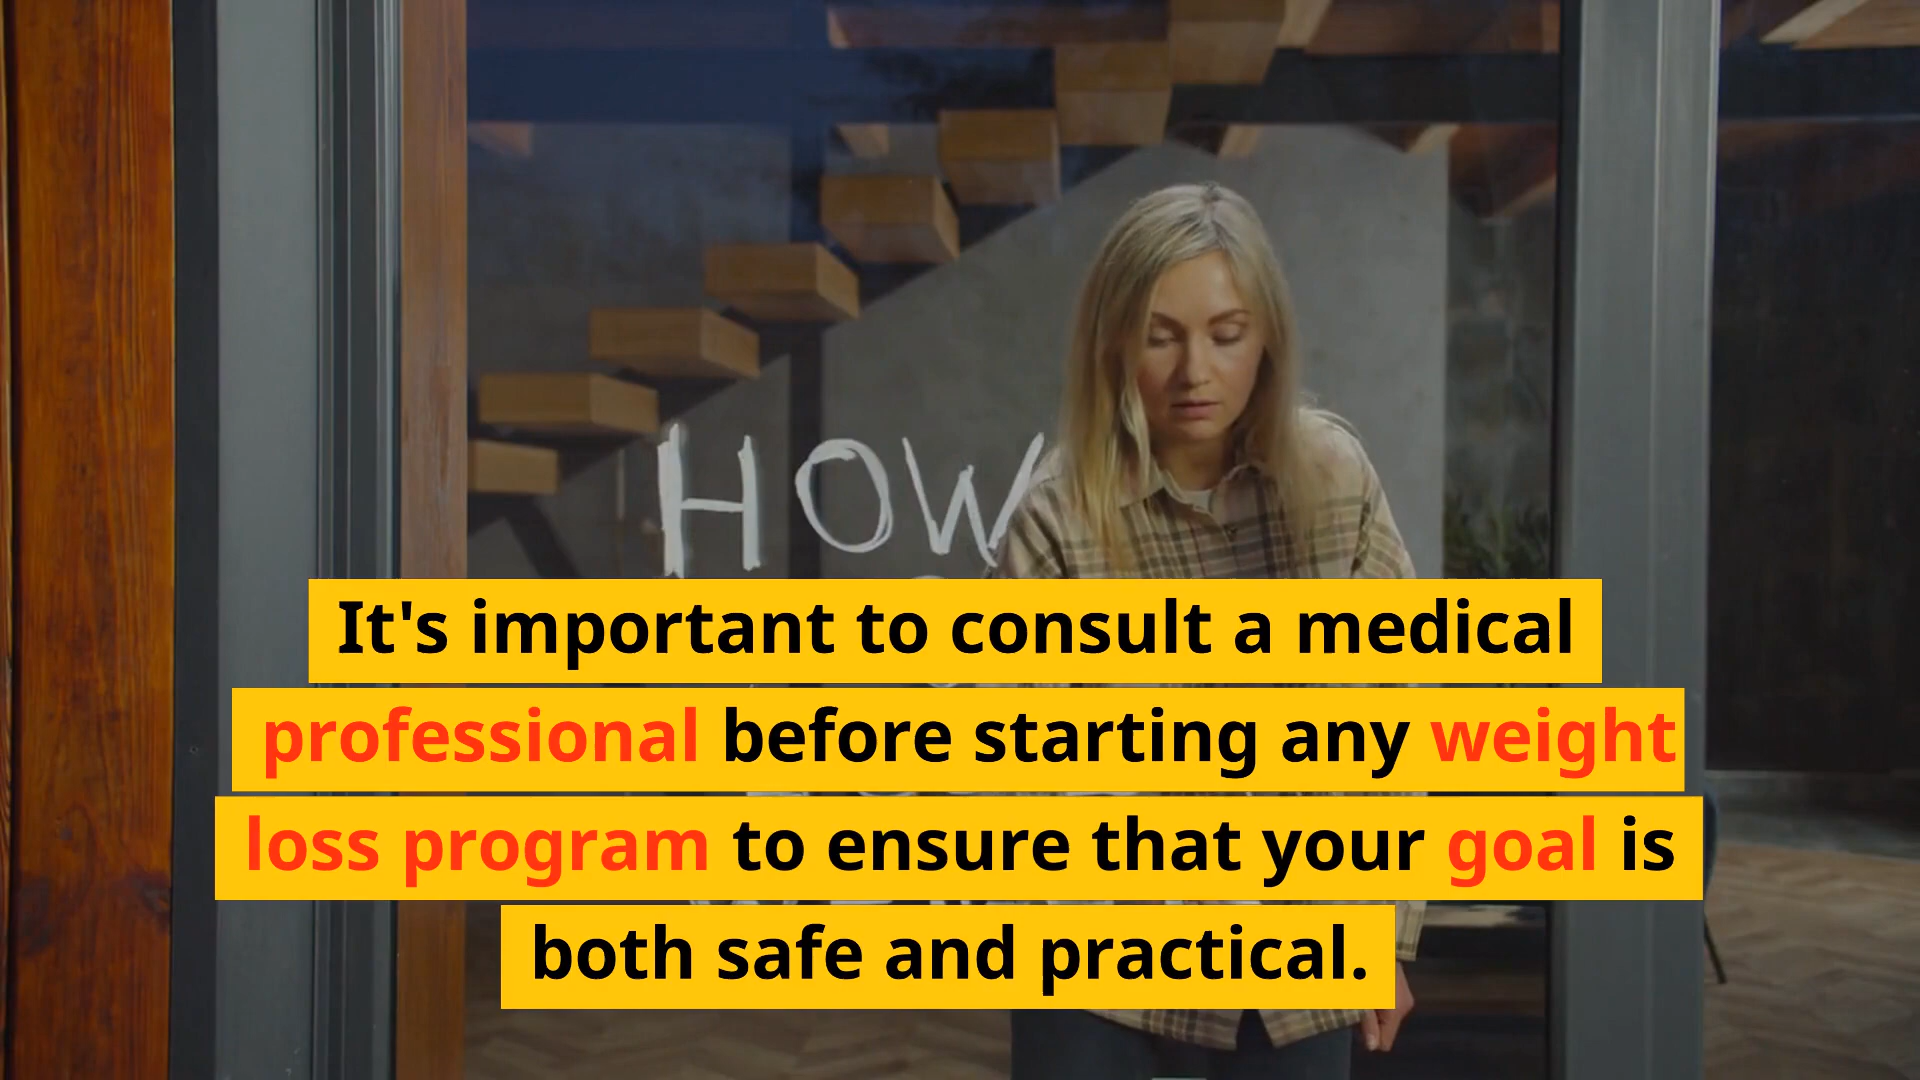 HOW
It's important to consult a medical
professional before starting any weight
loss program to ensure that your goal is
both safe and practical.